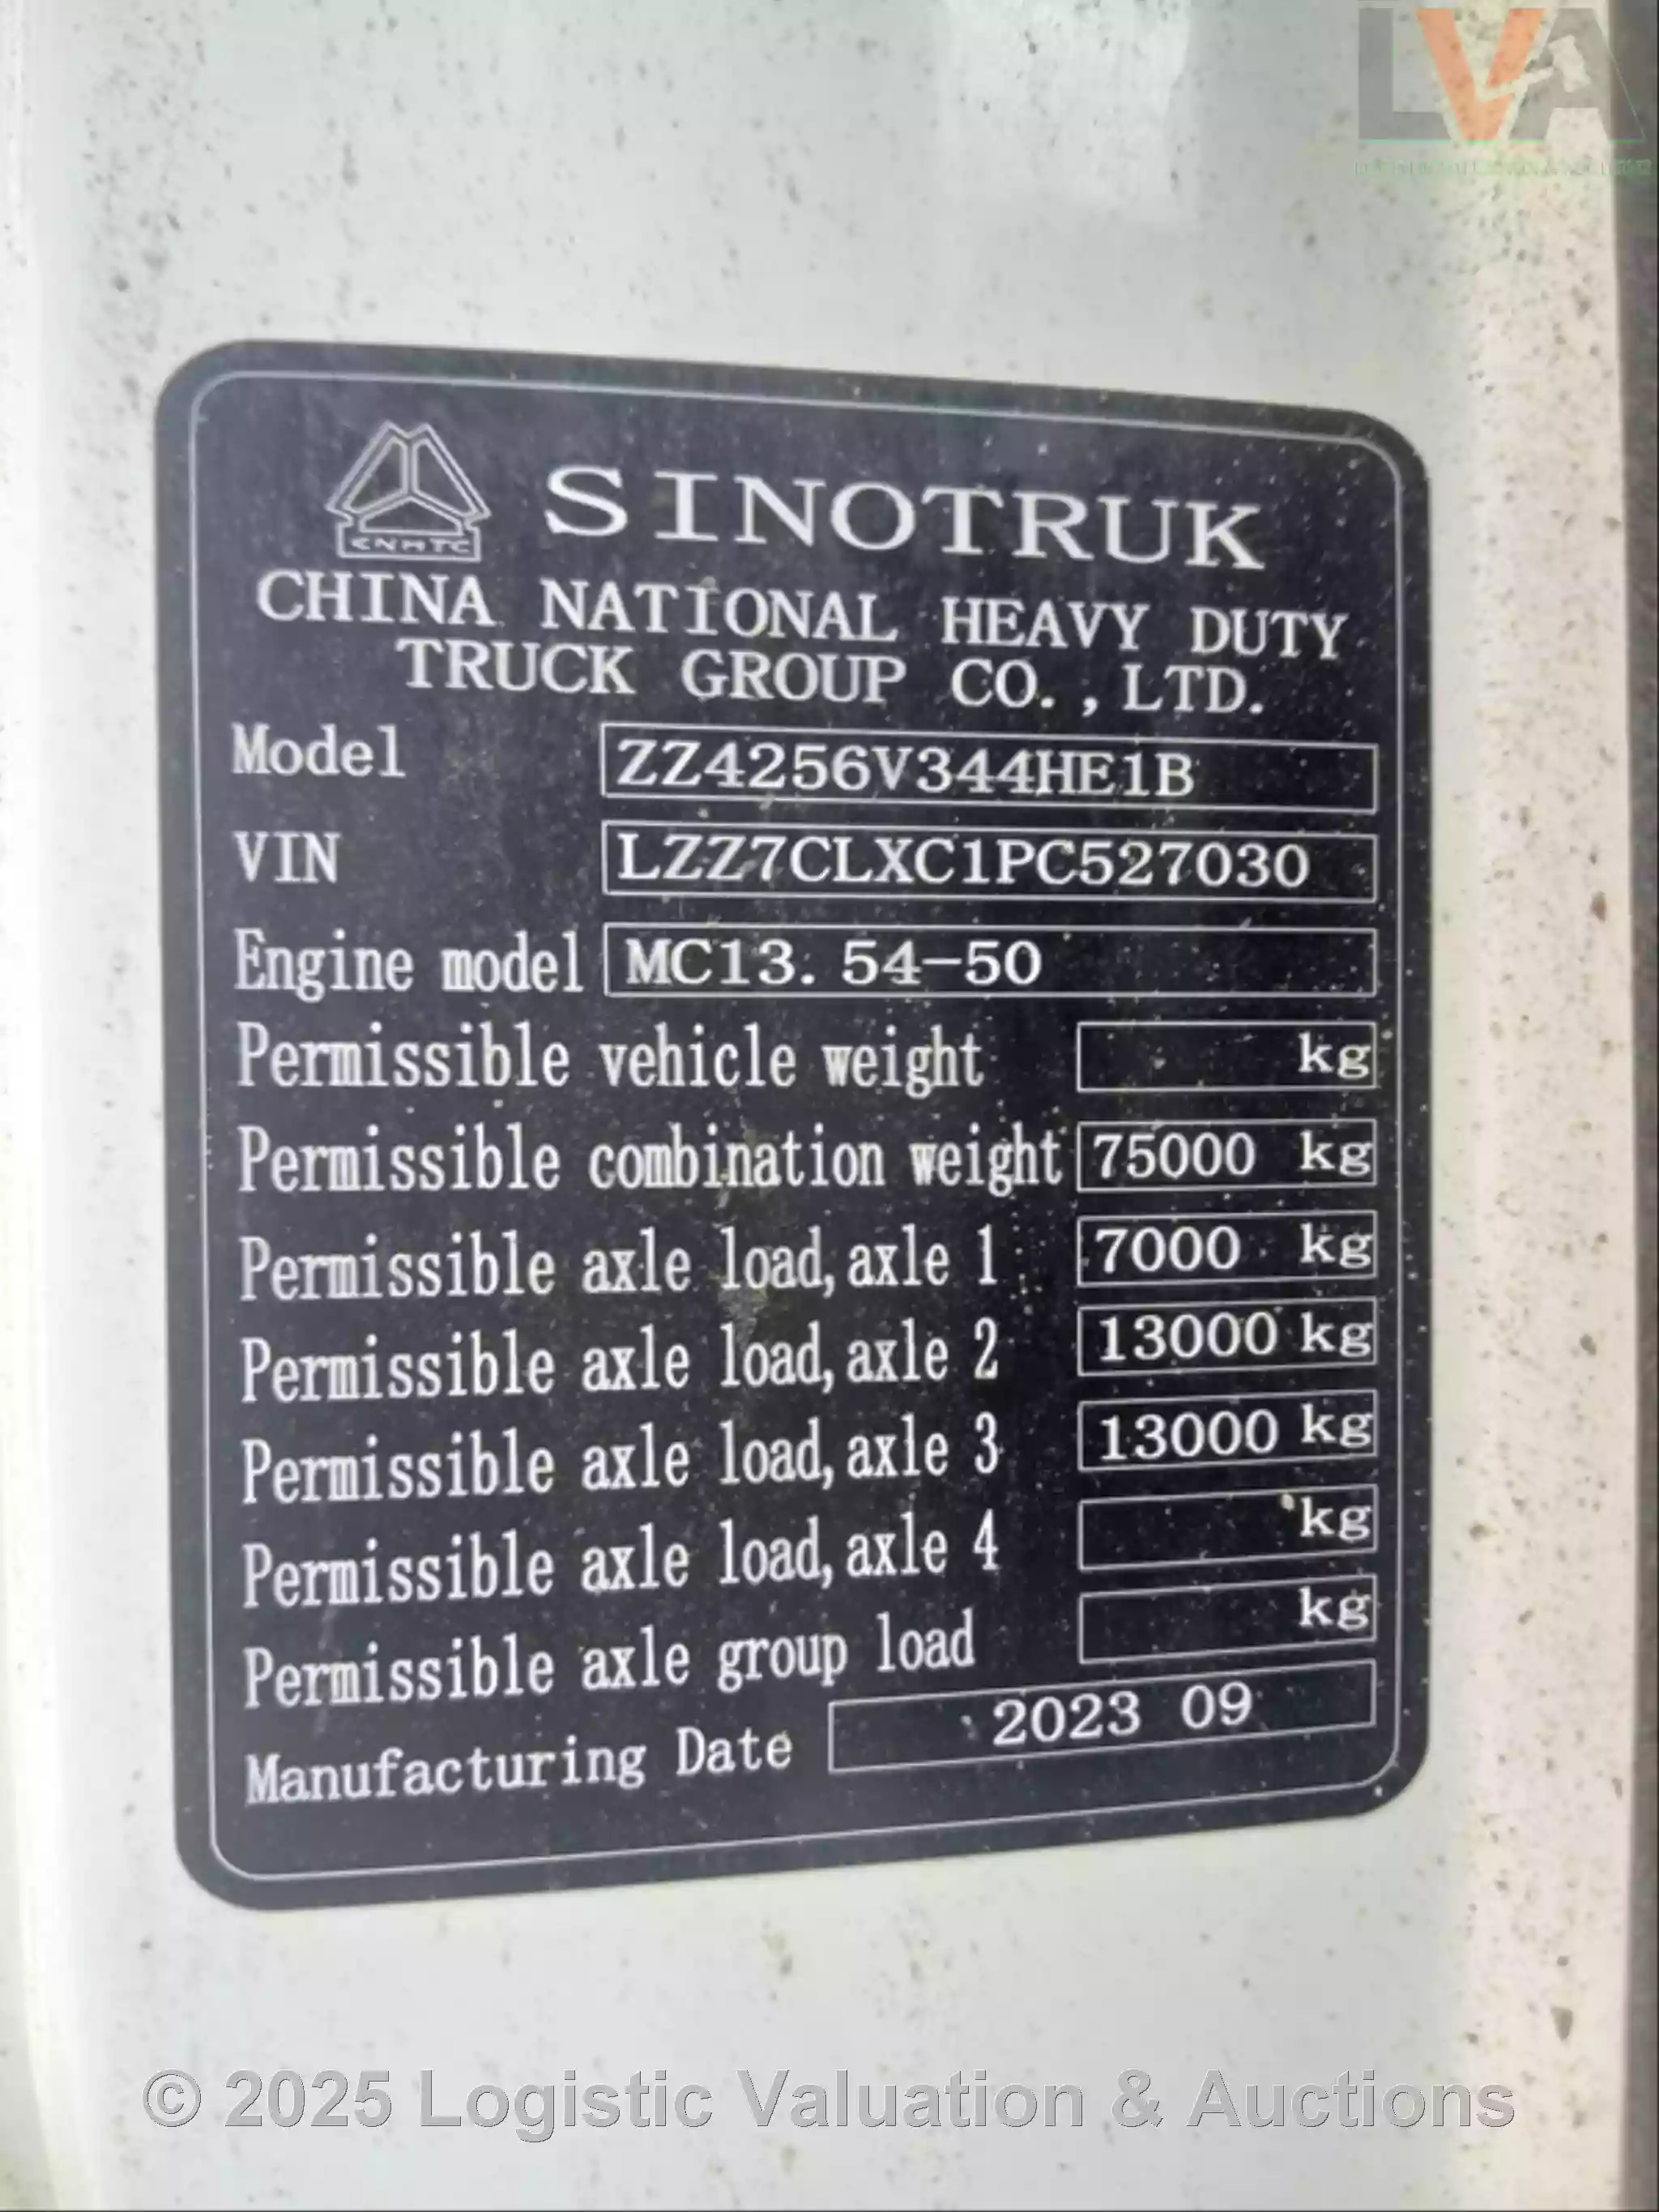 LVA
CNHTC
SINOTRUK
CHINA NATIONAL HEAVY DUTY
TRUCK GROUP CO., LTD.
Model ZZ4256V344HE1B
VIN LZZ7CLXC1PC527030
Engine model MC13. 54-50
Permissible vehicle weight kg
Permissible combination weight 75000 kg
Permissible axle load, axle 1 7000 kg
Permissible axle load, axle 2 13000 kg
Permissible axle load, axle 3 13000 kg
Permissible axle load, axle 4 kg
Permissible axle group load kg
Manufacturing Date 2023 09
© 2025 Logistic Valuation & Auctions